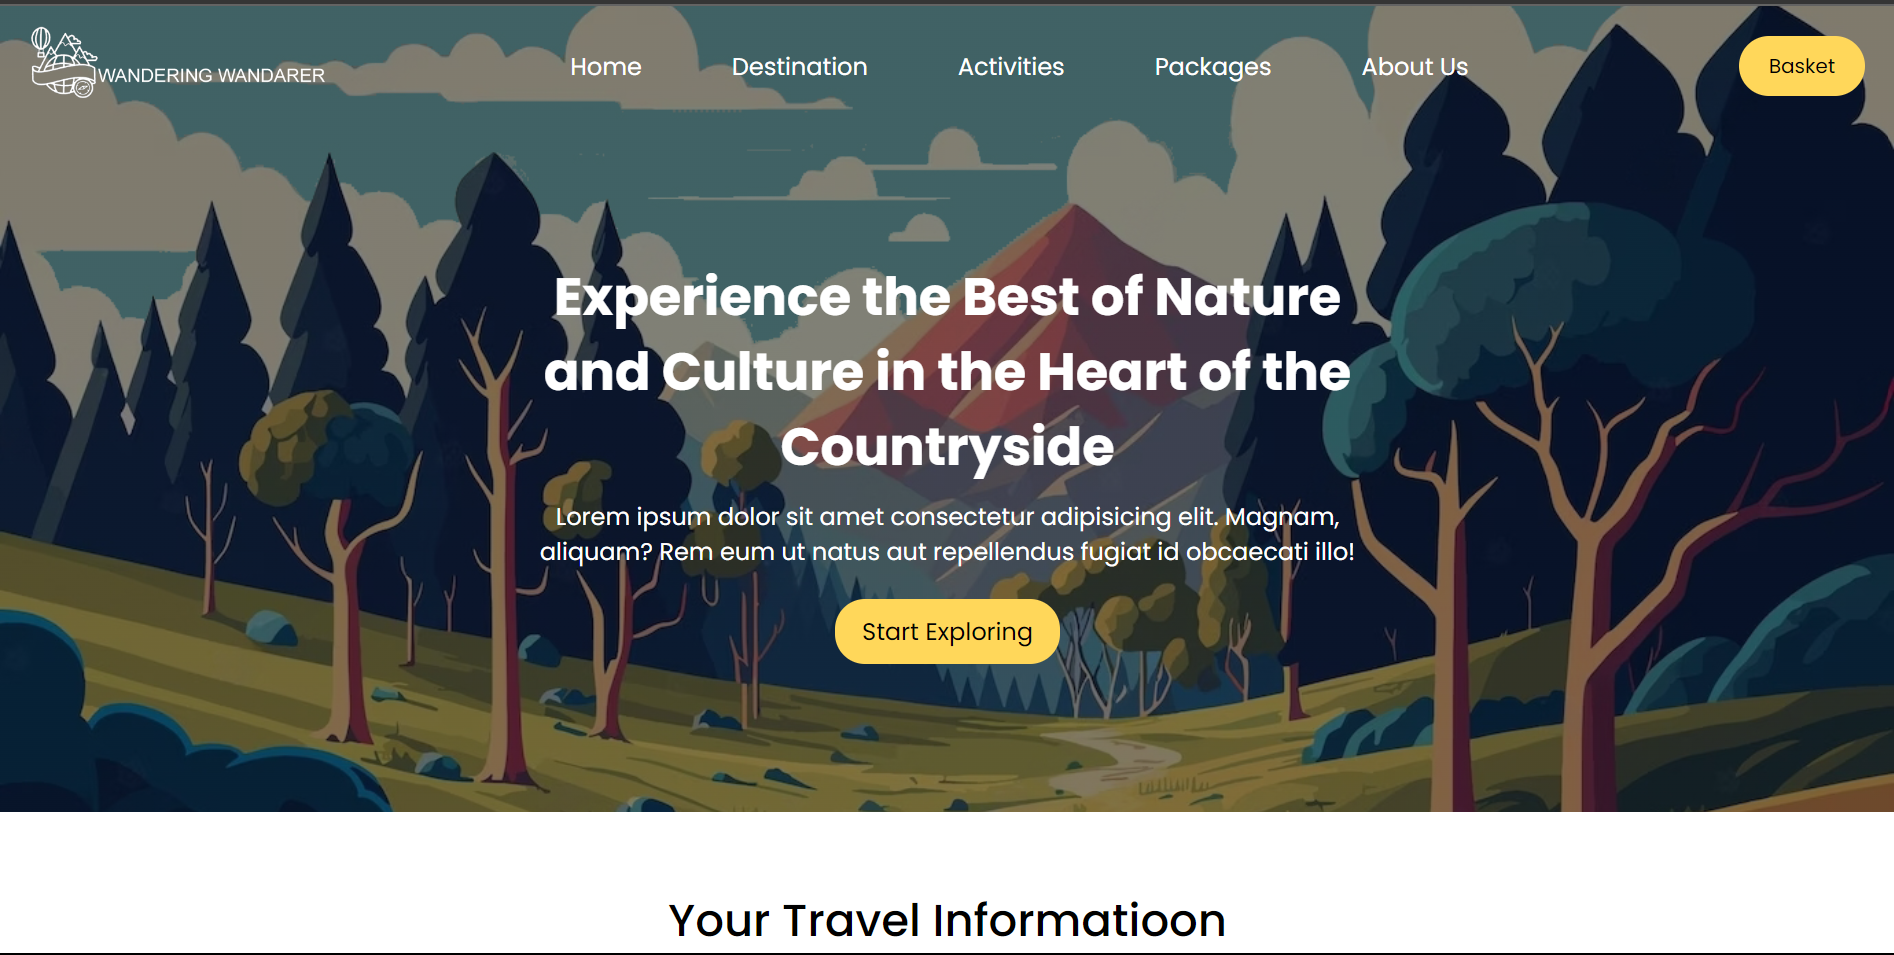 WANDERING WANDARER
Home Destination Activities Packages About Us Basket
Experience the Best of Nature
and Culture in the Heart of the
Countryside
Lorem ipsum dolor sit amet consectetur adipisicing elit. Magnam,
aliquam? Rem eum ut natus aut repellendus fugiat id obcaecati illo!
Start Exploring
Your Travel Informatioon